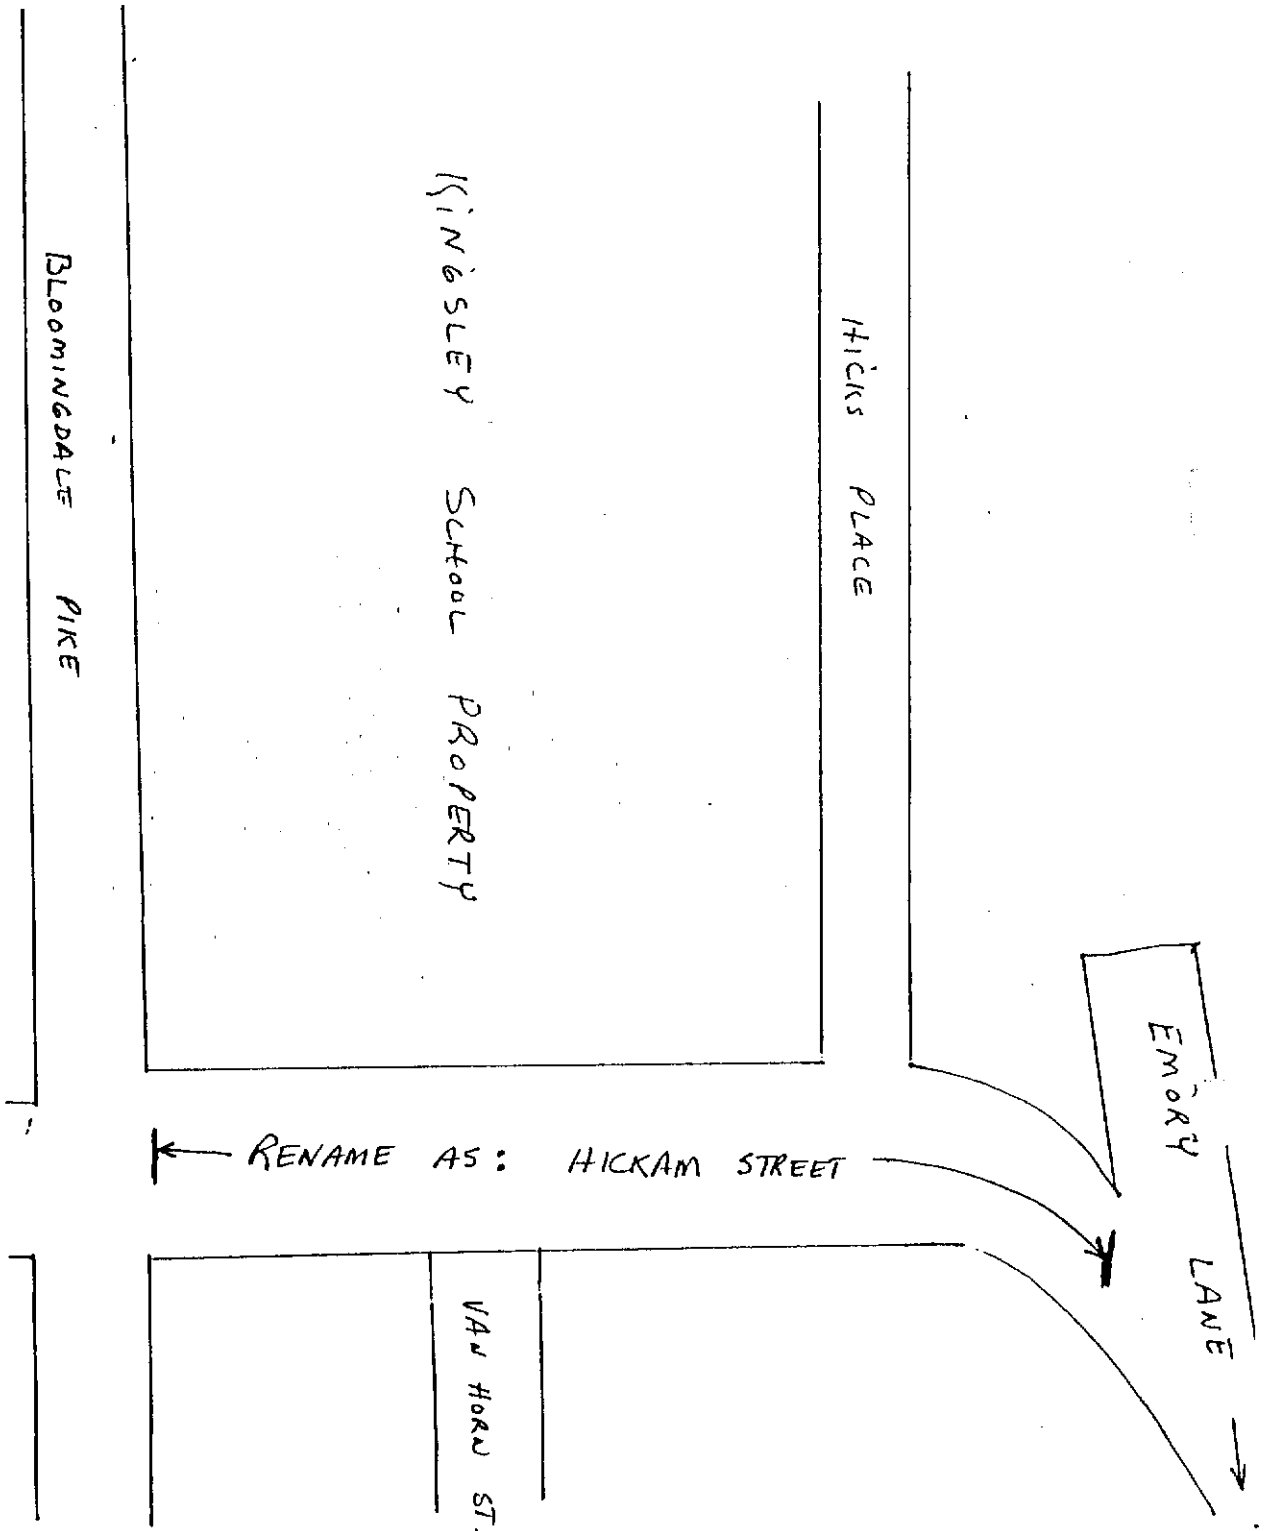 BLOOMINGDALE PIKE
KINGSLEY SCHOOL PROPERTY
HICKS PLACE
EMORY LANE
RENAME AS: HICKAM STREET
VAN HORN ST.